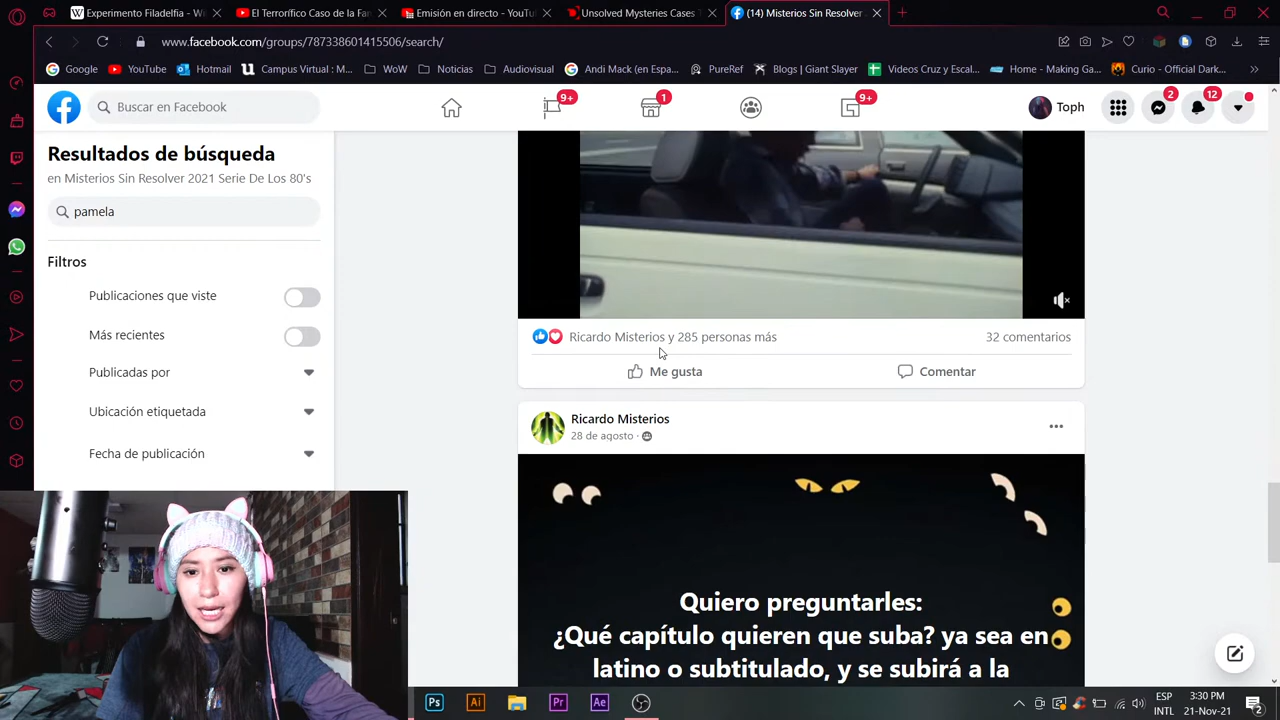 Experimento Filadelfia - Wi
El Terrorífico Caso de la Fan
Emisión en directo - YouTu
Unsolved Mysteries Cases
(14) Misterios Sin Resolver
www.facebook.com/groups/787338601415506/search/
Google
YouTube
Hotmail
Campus Virtual : M...
WoW
Noticias
Audiovisual
Andi Mack (en Espa...
PureRef
Blogs | Giant Slayer
Videos Cruz y Escal...
Home - Making Ga...
Curio - Official Dark...
Buscar en Facebook
9+
1
9+
Toph
2
12
Resultados de búsqueda
en Misterios Sin Resolver 2021 Serie De Los 80's
pamela
Filtros
Publicaciones que viste
Más recientes
Publicadas por
Ubicación etiquetada
Fecha de publicación
Ricardo Misterios y 285 personas más
32 comentarios
Me gusta
Comentar
Ricardo Misterios
28 de agosto ·
Quiero preguntarles:
¿Qué capítulo quieren que suba? ya sea en
latino o subtitulado, y se subirá a la
Ps
Ai
Pr
Ae
ESP
INTL
3:30 PM
21-Nov-21
2